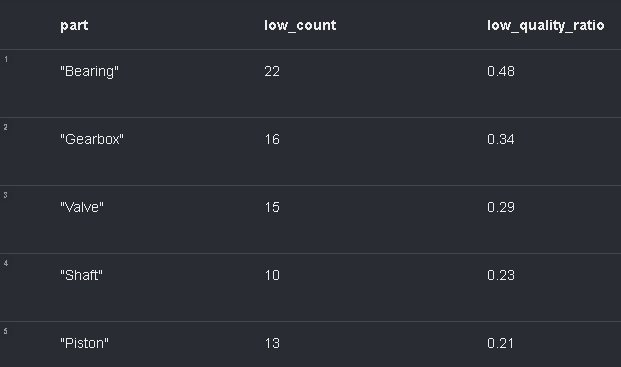 part low_count low_quality_ratio
1 "Bearing" 22 0.48
2 "Gearbox" 16 0.34
3 "Valve" 15 0.29
4 "Shaft" 10 0.23
5 "Piston" 13 0.21